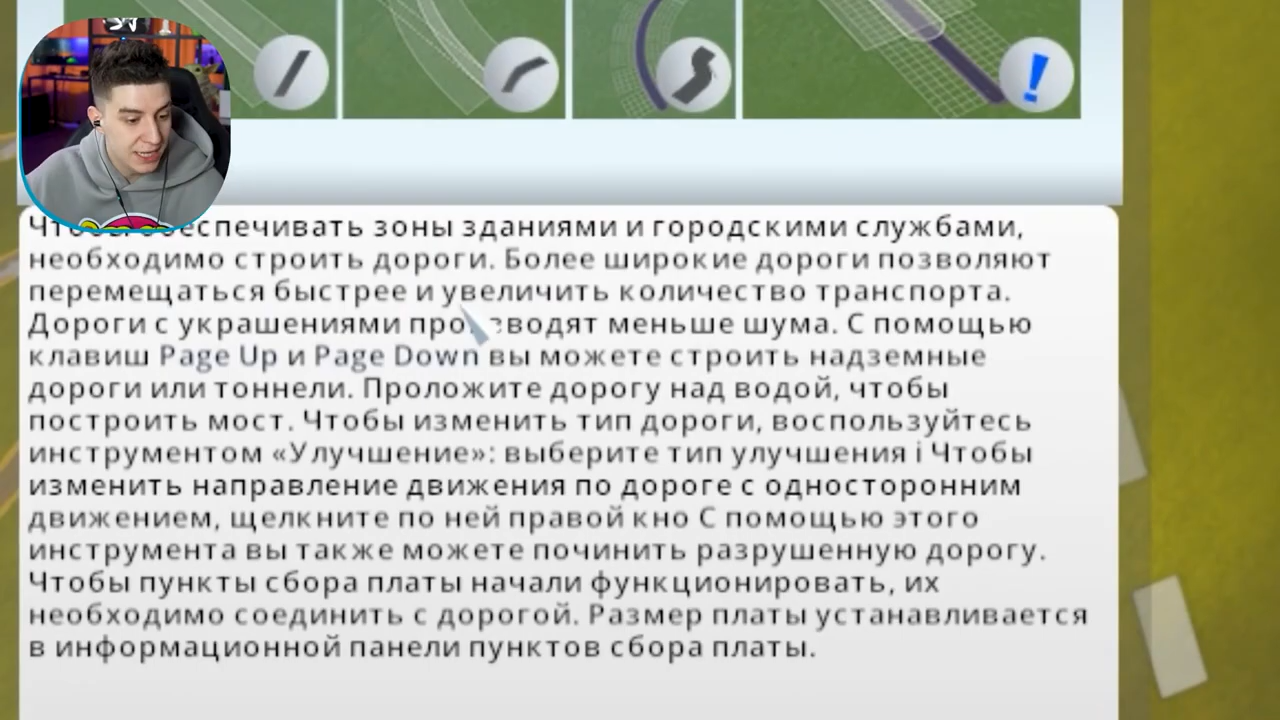 зоны зданиями и городскими службами,
необходимо строить дороги. Более широкие дороги позволяют
перемещаться быстрее и увеличить количество транспорта.
Дороги с украшениями меньше шума. С помощью
клавиш Page Up и Page Down вы можете строить надземные
дороги или тоннели. Проложите дорогу над водой, чтобы
построить мост. Чтобы изменить тип дороги, воспользуйтесь
инструментом «Улучшение»: выберите тип улучшения і Чтобы
изменить направление движения по дороге с односторонним
движением, щелкните по ней правой кно С помощью этого
инструмента вы также можете починить разрушенную дорогу.
Чтобы пункты сбора платы начали функционировать, их
необходимо соединить с дорогой. Размер платы устанавливается
в информационной панели пунктов сбора платы.